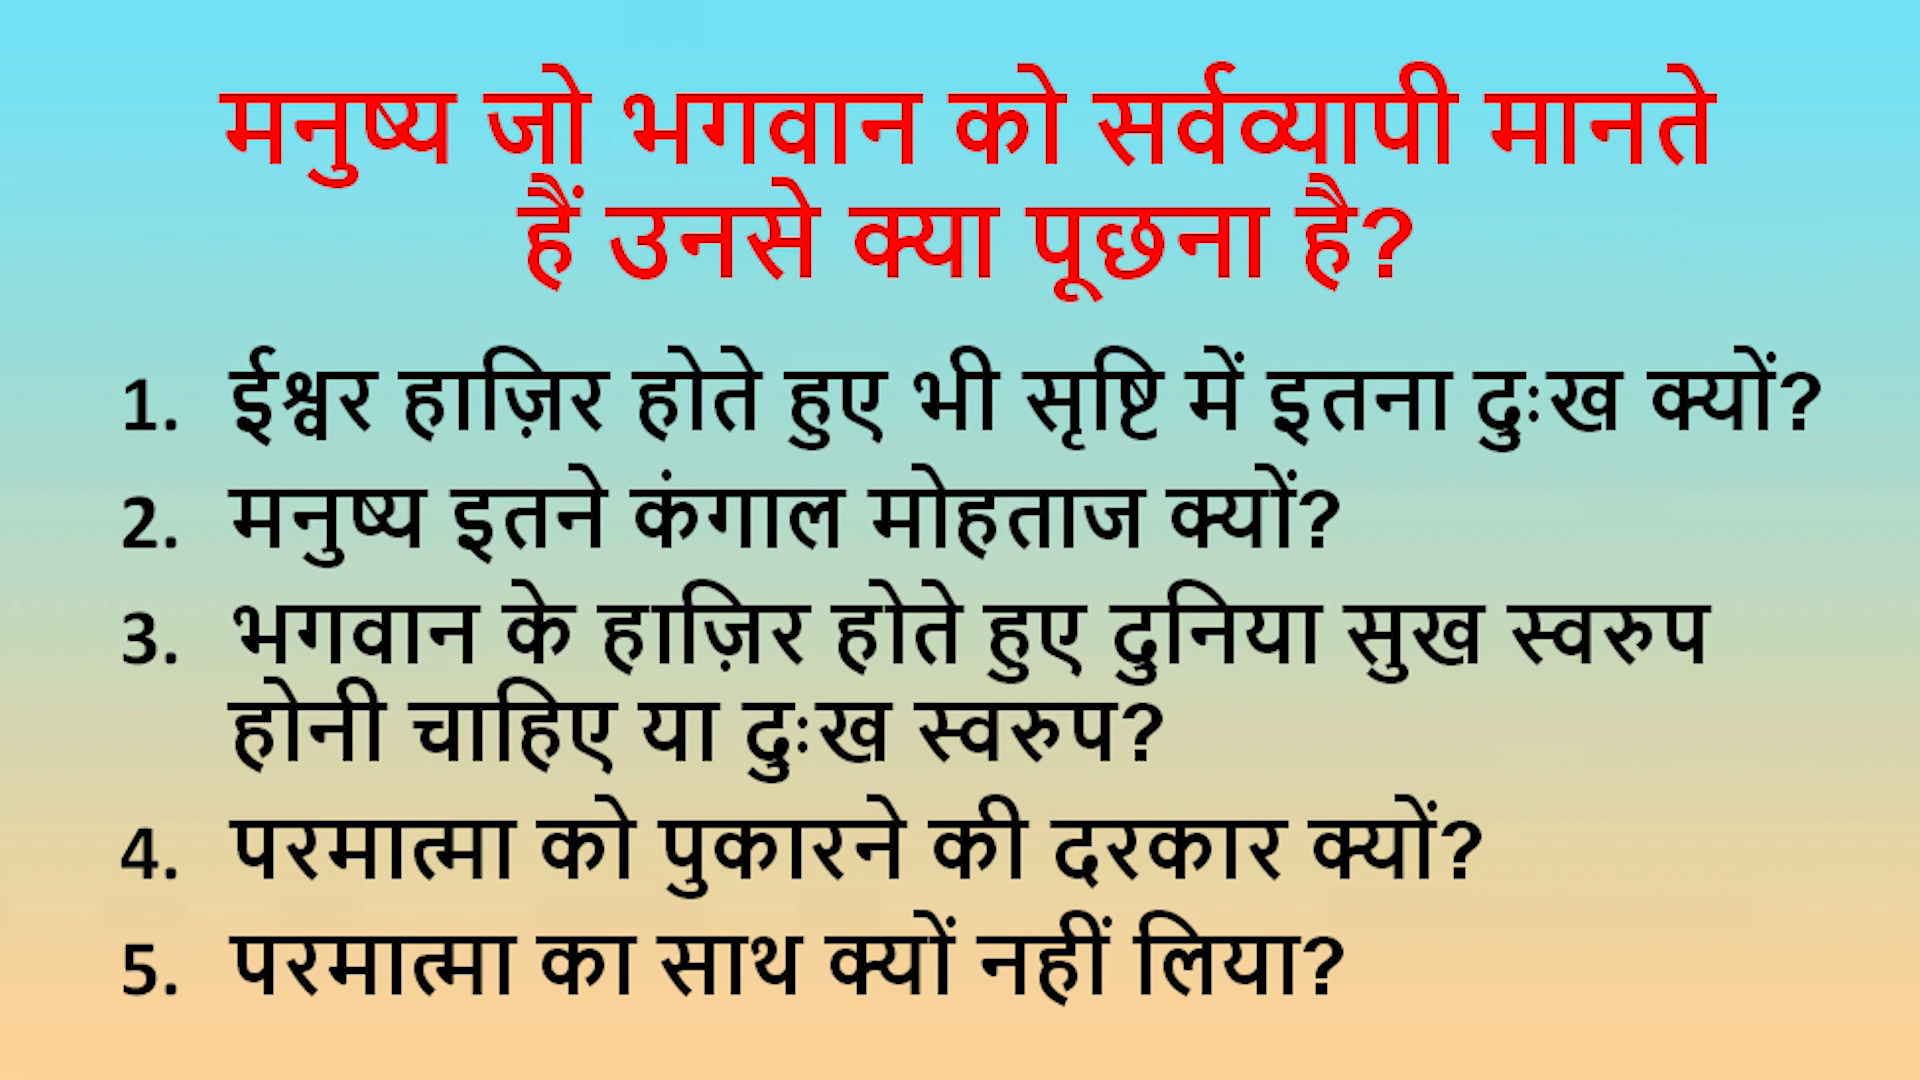 मनुष्य जो भगवान को सर्वव्यापी मानते
हैं उनसे क्या पूछना है?
1. ईश्वर हाज़िर होते हुए भी सृष्टि में इतना दुःख क्यों?
2. मनुष्य इतने कंगाल मोहताज क्यों?
3. भगवान के हाज़िर होते हुए दुनिया सुख स्वरुप
होनी चाहिए या दुःख स्वरुप?
4. परमात्मा को पुकारने की दरकार क्यों?
5. परमात्मा का साथ क्यों नहीं लिया?